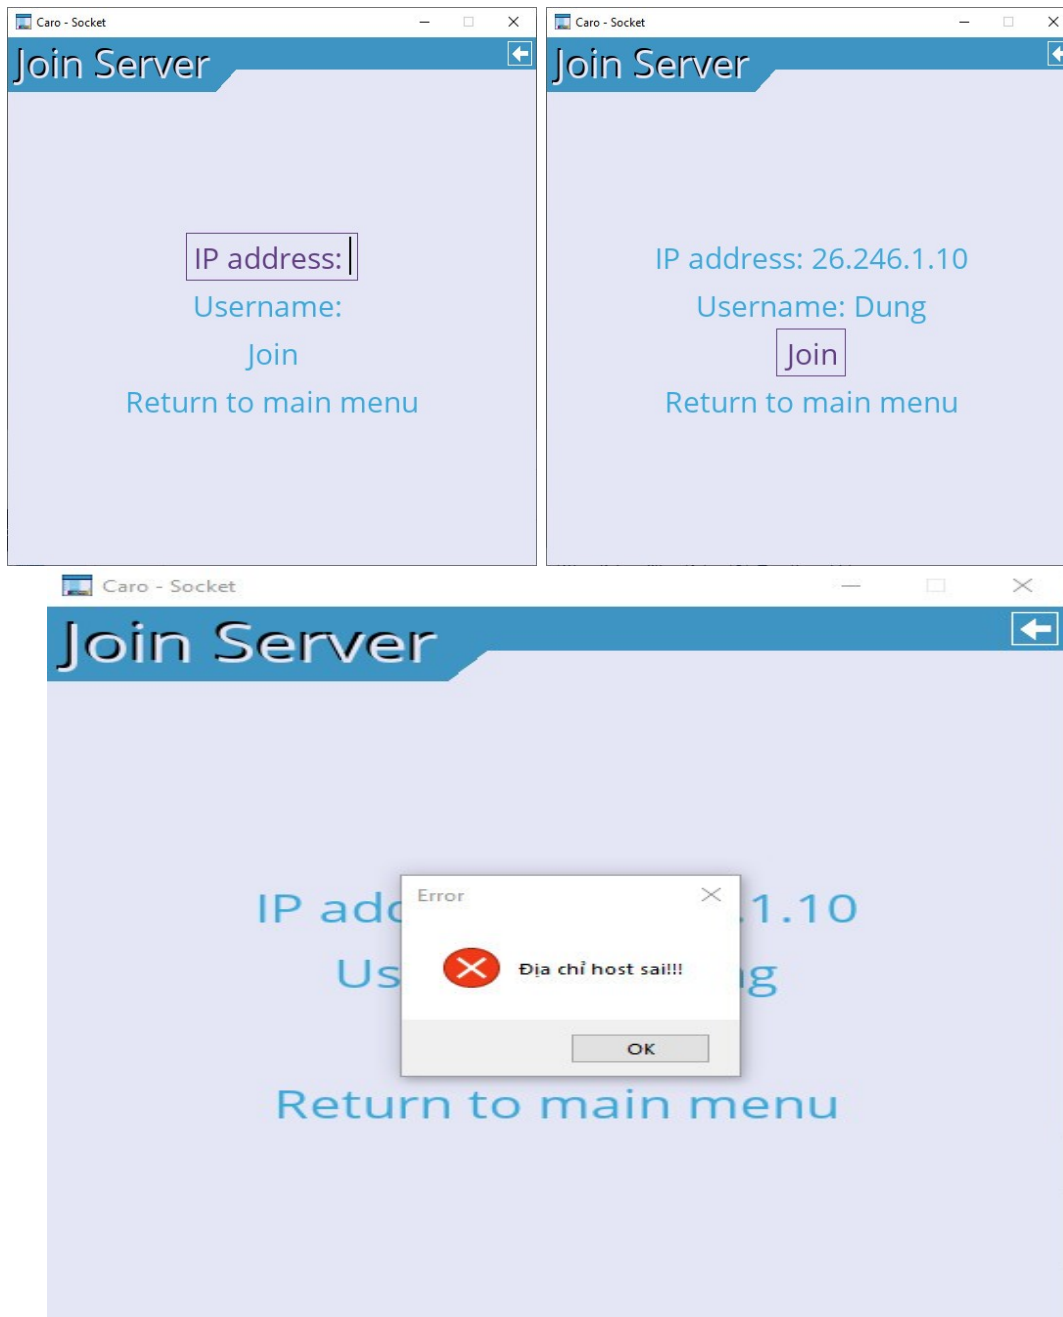 Caro - Socket
Join Server
IP address:
Username:
Join
Return to main menu
Caro - Socket
Join Server
IP address: 26.246.1.10
Username: Dung
Join
Return to main menu
Caro - Socket
Join Server
IP add
.1.10
Us
g
Error
Địa chỉ host sai!!!
OK
Return to main menu